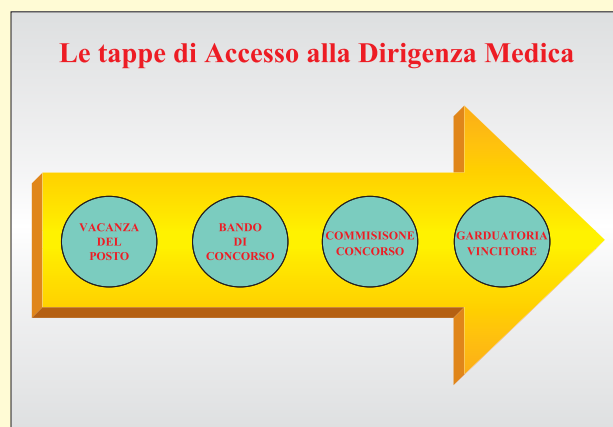 Le tappe di Accesso alla Dirigenza Medica
VACANZA
DEL
POSTO
BANDO
DI
CONCORSO
COMMISISONE
CONCORSO
GARDUATORIA
VINCITORE